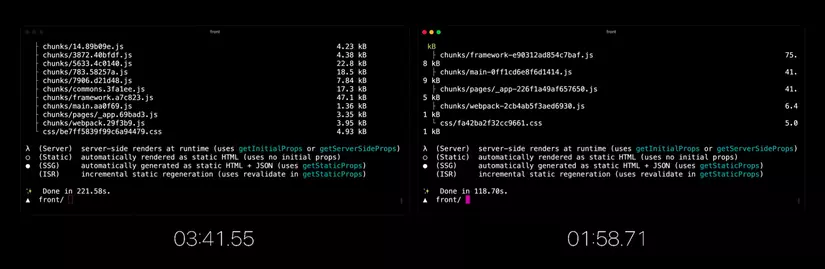 front
├ chunks/14.89b09e.js 4.23 kB
├ chunks/3872.40bfdf.js 4.38 kB
├ chunks/5633.4c0140.js 22.8 kB
├ chunks/783.58257a.js 18.5 kB
├ chunks/7906.d21d48.js 7.84 kB
├ chunks/commons.3fa1ee.js 17.3 kB
├ chunks/framework.a7c823.js 47.1 kB
├ chunks/main.aa0f69.js 1.36 kB
├ chunks/pages/_app.69bad3.js 3.35 kB
├ chunks/webpack.29f3b9.js 3.95 kB
└ css/be7ff5839f99c6a94479.css 4.93 kB
λ (Server) server-side renders at runtime (uses getInitialProps or getServerSideProps)
○ (Static) automatically rendered as static HTML (uses no initial props)
● (SSG) automatically generated as static HTML + JSON (uses getStaticProps)
(ISR) incremental static regeneration (uses revalidate in getStaticProps)
✨ Done in 221.58s.
▲ front/
03:41.55
front
kB
├ chunks/framework-e90312ad854c7baf.js 75.
8 kB
├ chunks/main-0ff1cd6e8f6d1414.js 41.
9 kB
├ chunks/pages/_app-226f1a49af657650.js 41.
5 kB
├ chunks/webpack-2cb4ab5f3aed6930.js 6.4
1 kB
└ css/fa42ba2f32cc9661.css 5.0
1 kB
λ (Server) server-side renders at runtime (uses getInitialProps or getServerSideProps)
○ (Static) automatically rendered as static HTML (uses no initial props)
● (SSG) automatically generated as static HTML + JSON (uses getStaticProps)
(ISR) incremental static regeneration (uses revalidate in getStaticProps)
✨ Done in 118.70s.
▲ front/
01:58.71